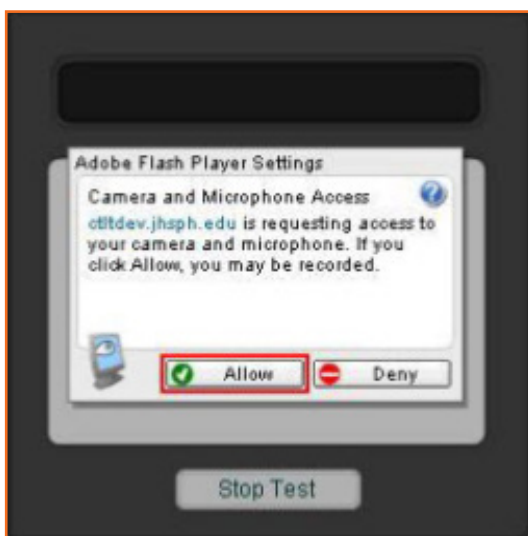 Adobe Flash Player Settings
Camera and Microphone Access
ctltdev.jhsph.edu is requesting access to
your camera and microphone. If you
click Allow, you may be recorded.
Allow Deny
Stop Test